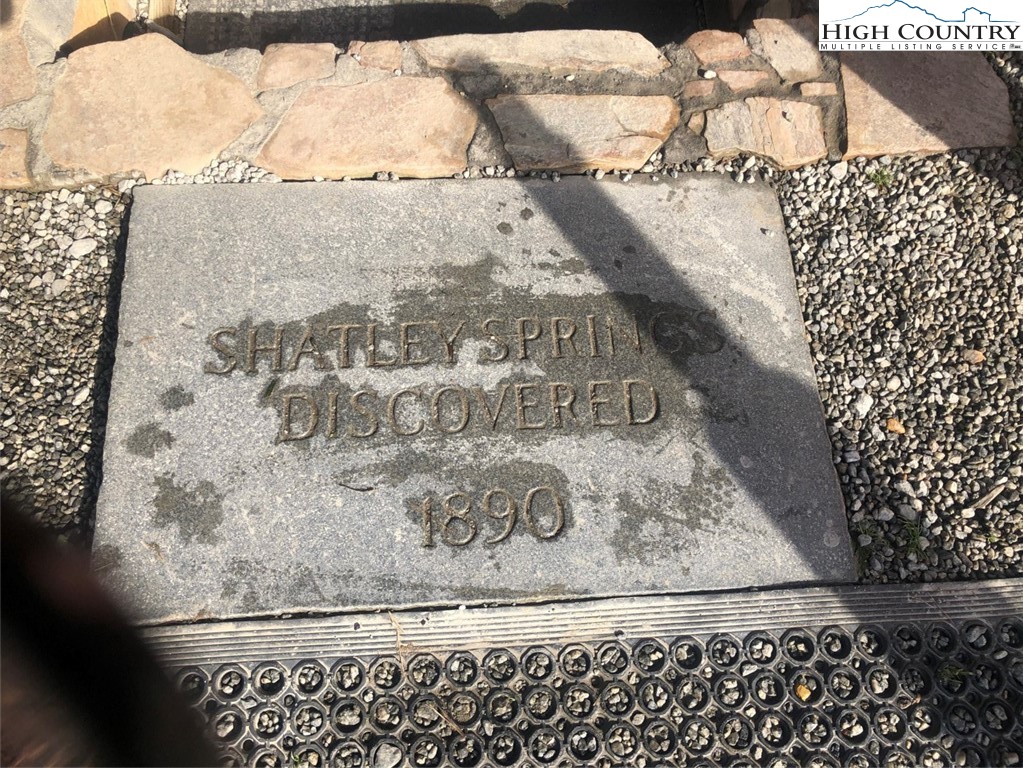 HIGH COUNTRY
MULTIPLE LISTING SERVICE
SHATLEY SPRINGS
DISCOVERED
1890